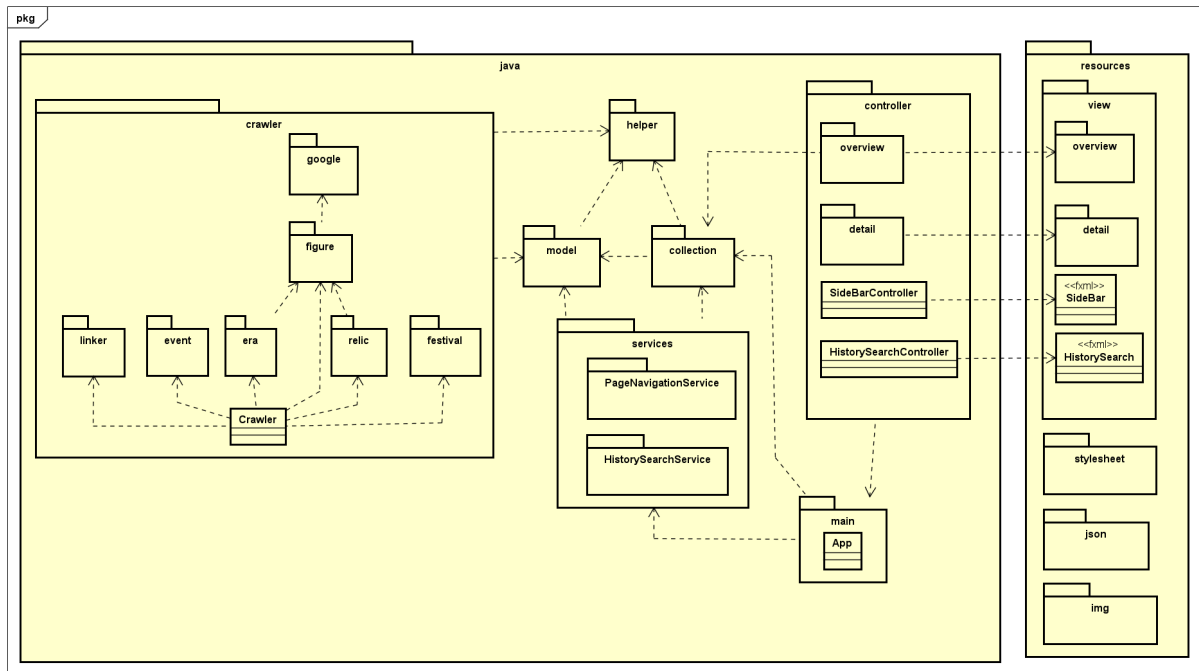 pkg
java
resources
crawler
helper
controller
view
google
overview
overview
figure
model
collection
detail
detail
SideBarController
<<fxml>>
SideBar
linker
event
era
relic
festival
services
HistorySearchController
<<fxml>>
HistorySearch
PageNavigationService
Crawler
HistorySearchService
stylesheet
main
App
json
img